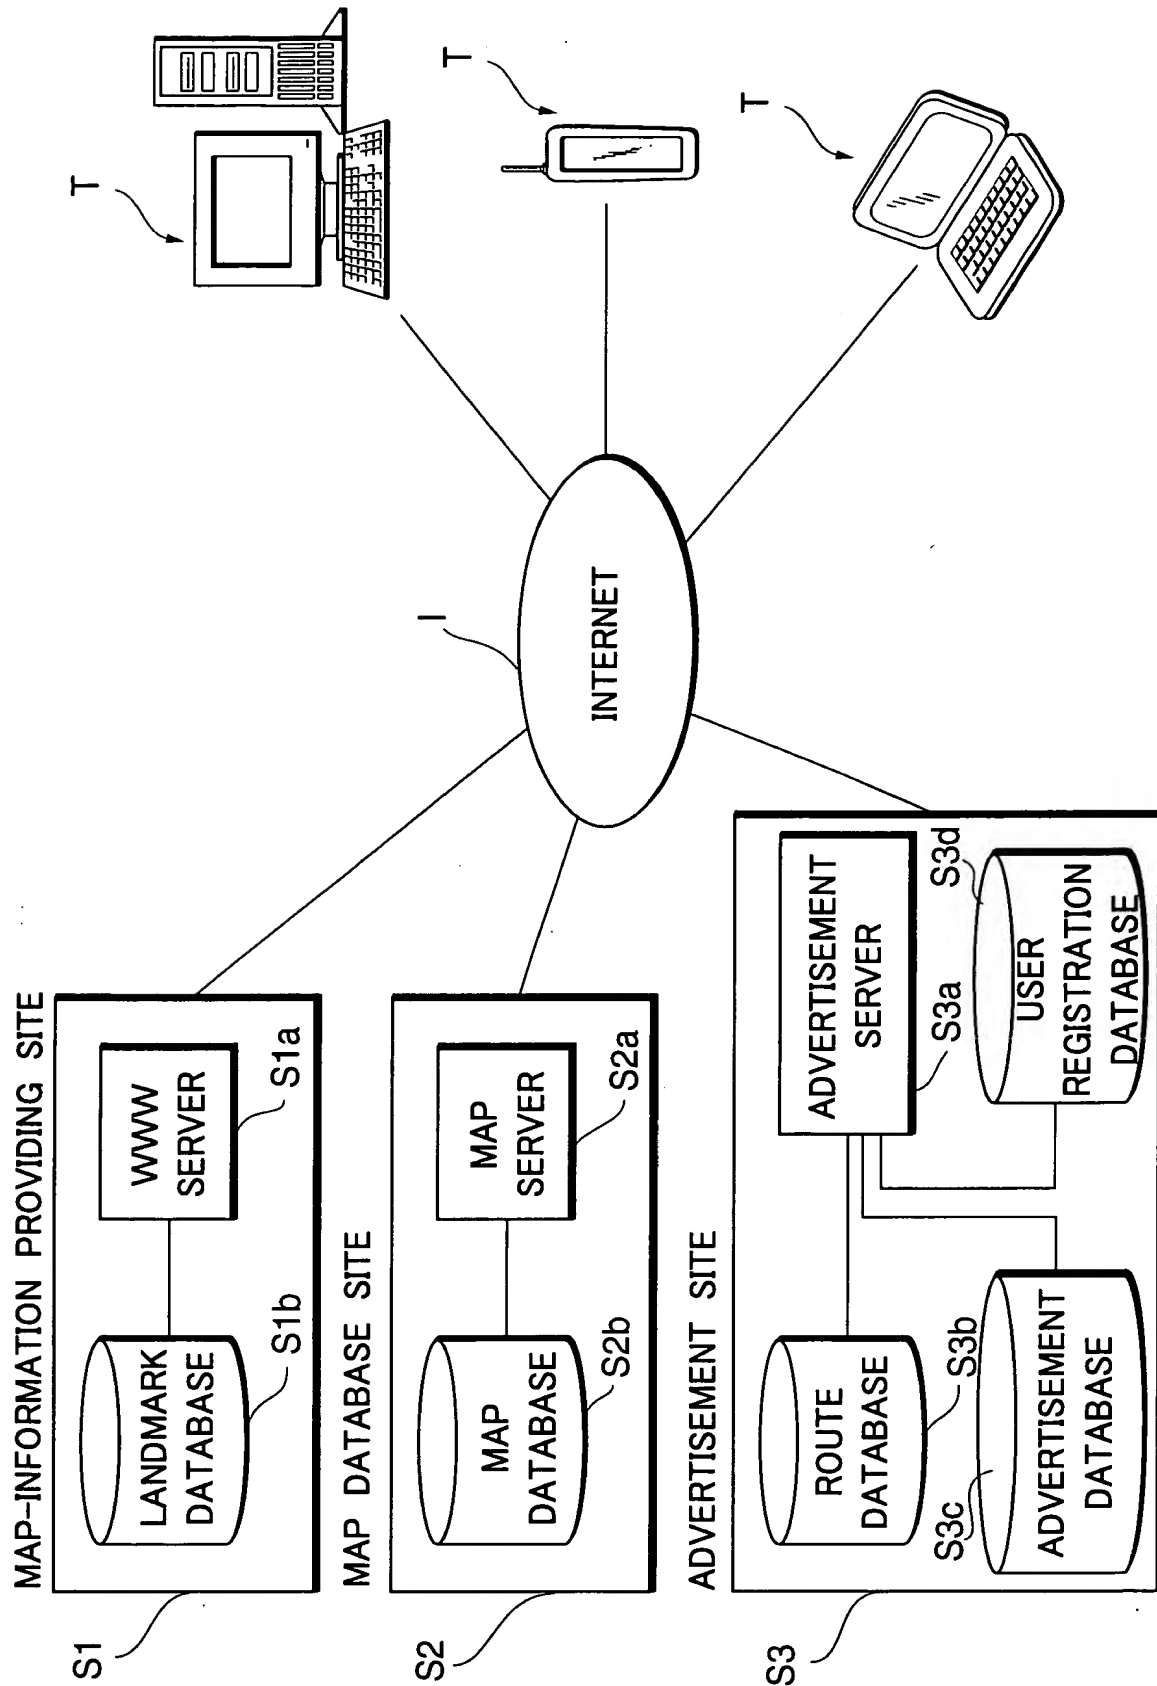 MAP-INFORMATION PROVIDING SITE
S1
LANDMARK
DATABASE
S1b
WWW
SERVER
S1a
MAP DATABASE SITE
S2
MAP
DATABASE
S2b
MAP
SERVER
S2a
ADVERTISEMENT SITE
S3
ROUTE
DATABASE
S3b
S3c
ADVERTISEMENT
DATABASE
ADVERTISEMENT
SERVER
S3a
S3d
USER
REGISTRATION
DATABASE
I
INTERNET
T
T
T